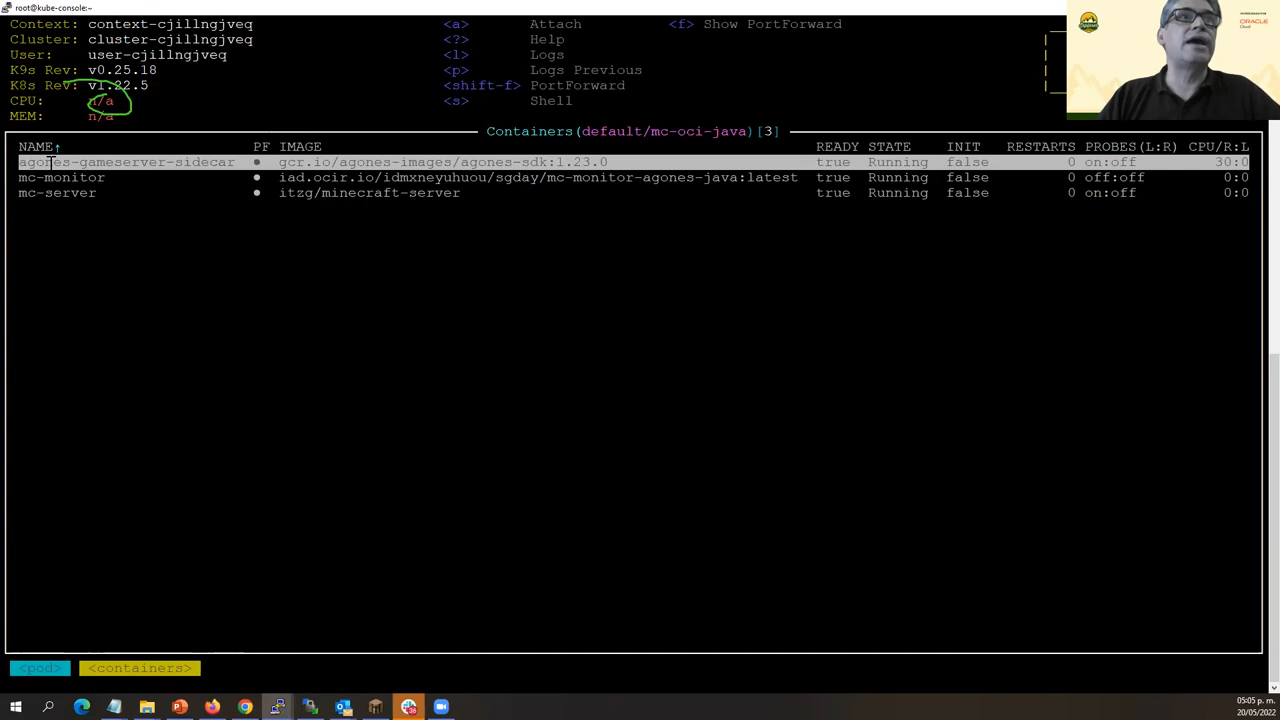 root@kube-console:~
Context: context-cjillngjveq <a> Attach <f> Show PortForward
Cluster: cluster-cjillngjveq <?> Help
User: user-cjillngjveq <l> Logs
K9s Rev: v0.25.18 <p> Logs Previous
K8s Rev: v1.22.5 <shift-f> PortForward
CPU: n/a <s> Shell
MEM: n/a
Containers(default/mc-oci-java)[3]
NAME↑ PF IMAGE READY STATE INIT RESTARTS PROBES(L:R) CPU/R:L
agones-gameserver-sidecar ● gcr.io/agones-images/agones-sdk:1.23.0 true Running false 0 on:off 30:0
mc-monitor ● iad.ocir.io/idmxneyuhuou/sgday/mc-monitor-agones-java:latest true Running false 0 off:off 0:0
mc-server ● itzg/minecraft-server true Running false 0 on:off 0:0
<pod> <containers>
05:05 p. m.
20/05/2022
ORACLE
Cloud